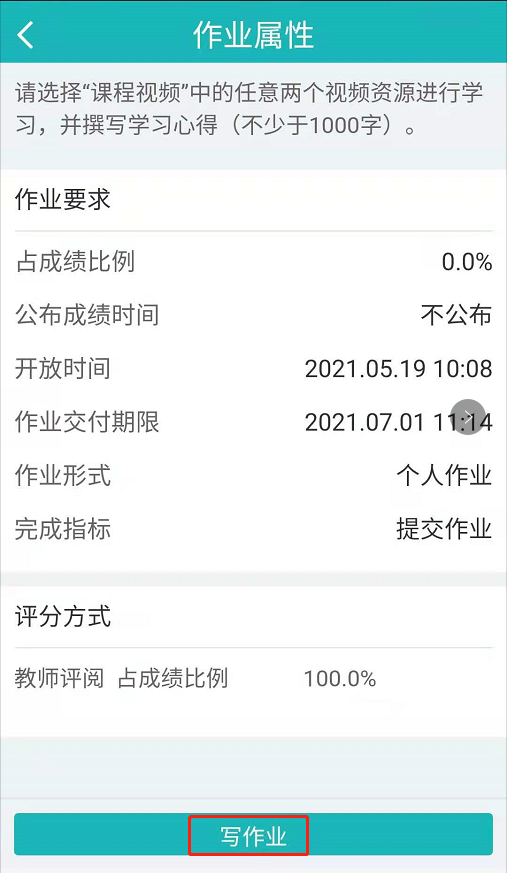 作业属性
请选择“课程视频”中的任意两个视频资源进行学
习，并撰写学习心得（不少于1000字）。
作业要求
占成绩比例 0.0%
公布成绩时间 不公布
开放时间 2021.05.19 10:08
作业交付期限 2021.07.01 11:14
作业形式 个人作业
完成指标 提交作业
评分方式
教师评阅 占成绩比例 100.0%
写作业